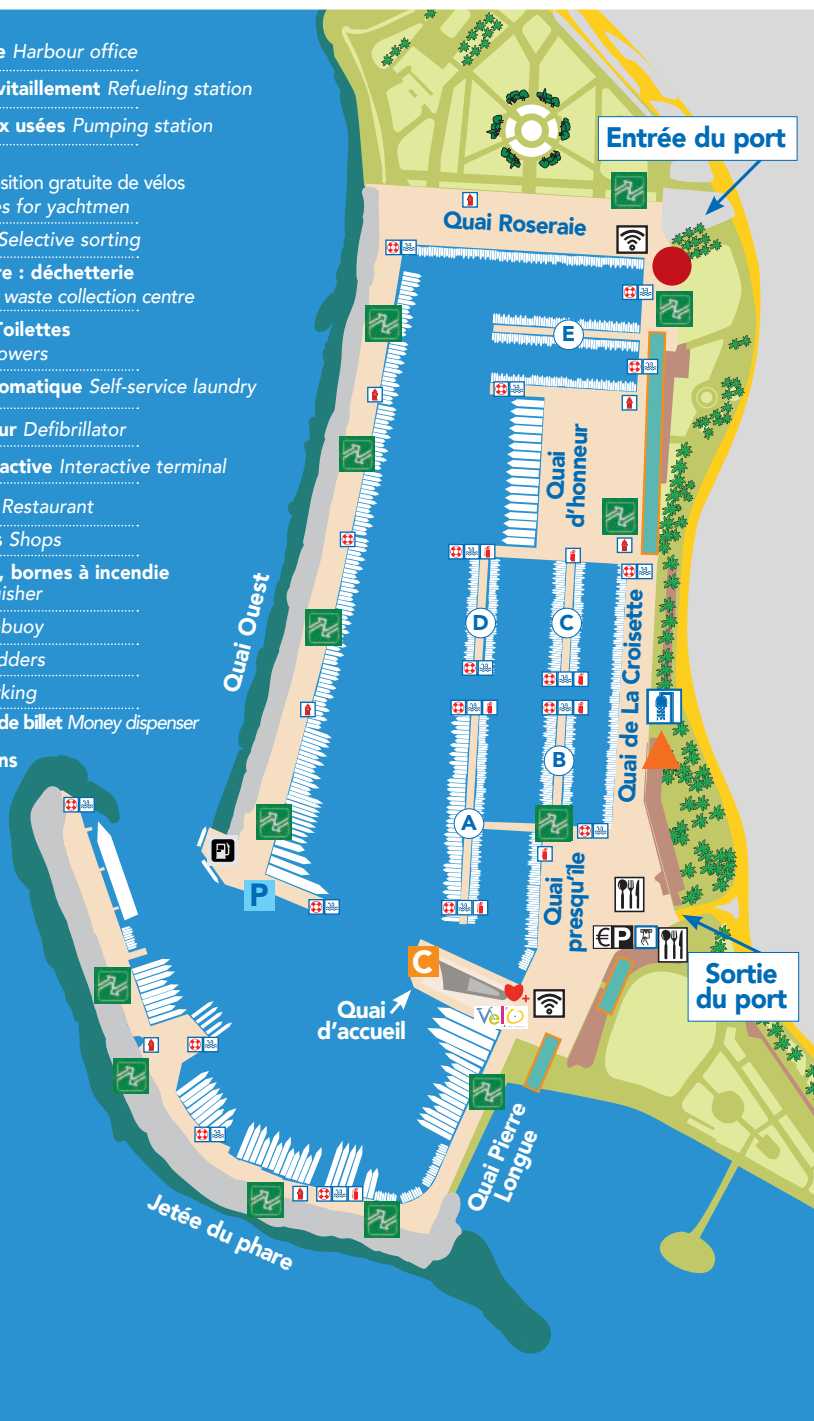 e Harbour office
vitaillement Refueling station
x usées Pumping station
sition gratuite de vélos
es for yachtmen
Selective sorting
re : déchetterie
waste collection centre
Toilettes
owers
omatique Self-service laundry
ur Defibrillator
active Interactive terminal
Restaurant
s Shops
, bornes à incendie
uisher
buoy
dders
king
de billet Money dispenser
ns
Entrée du port
Quai Roseraie
E
Quai
d'honneur
Quai Ouest
D
C
Quai de La Croisette
B
A
P
Quai
presqu'île
€ P
Sortie
du port
C
Quai
d'accueil
Vélo
Quai Pierre
Longue
Jetée du phare